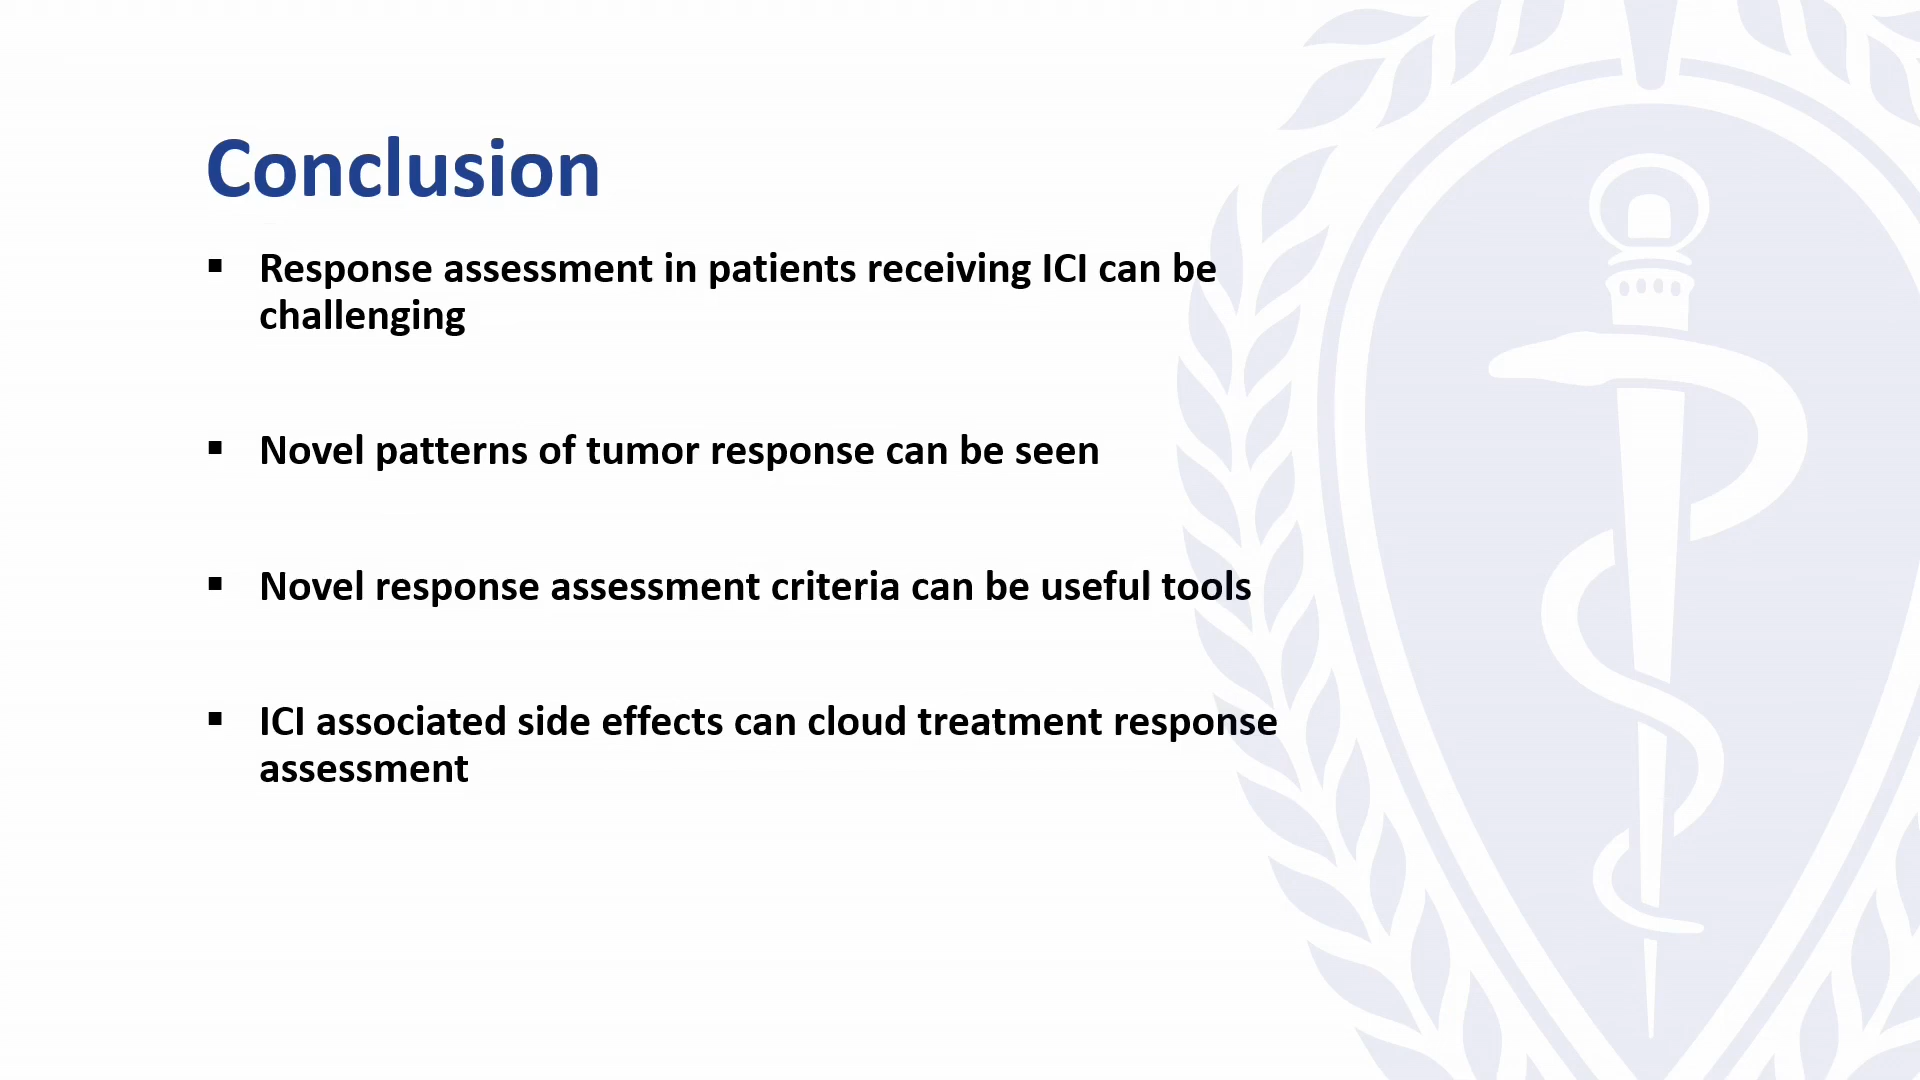 Conclusion
▪ Response assessment in patients receiving ICI can be
challenging
▪ Novel patterns of tumor response can be seen
▪ Novel response assessment criteria can be useful tools
▪ ICI associated side effects can cloud treatment response
assessment